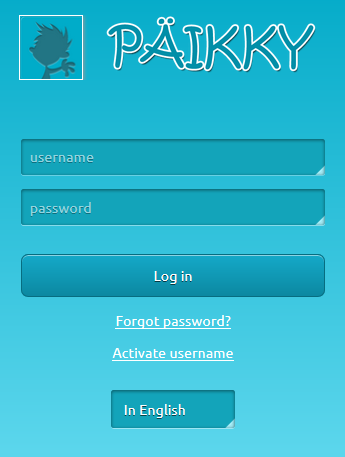 PÄIKKY
username
password
Log in
Forgot password?
Activate username
In English